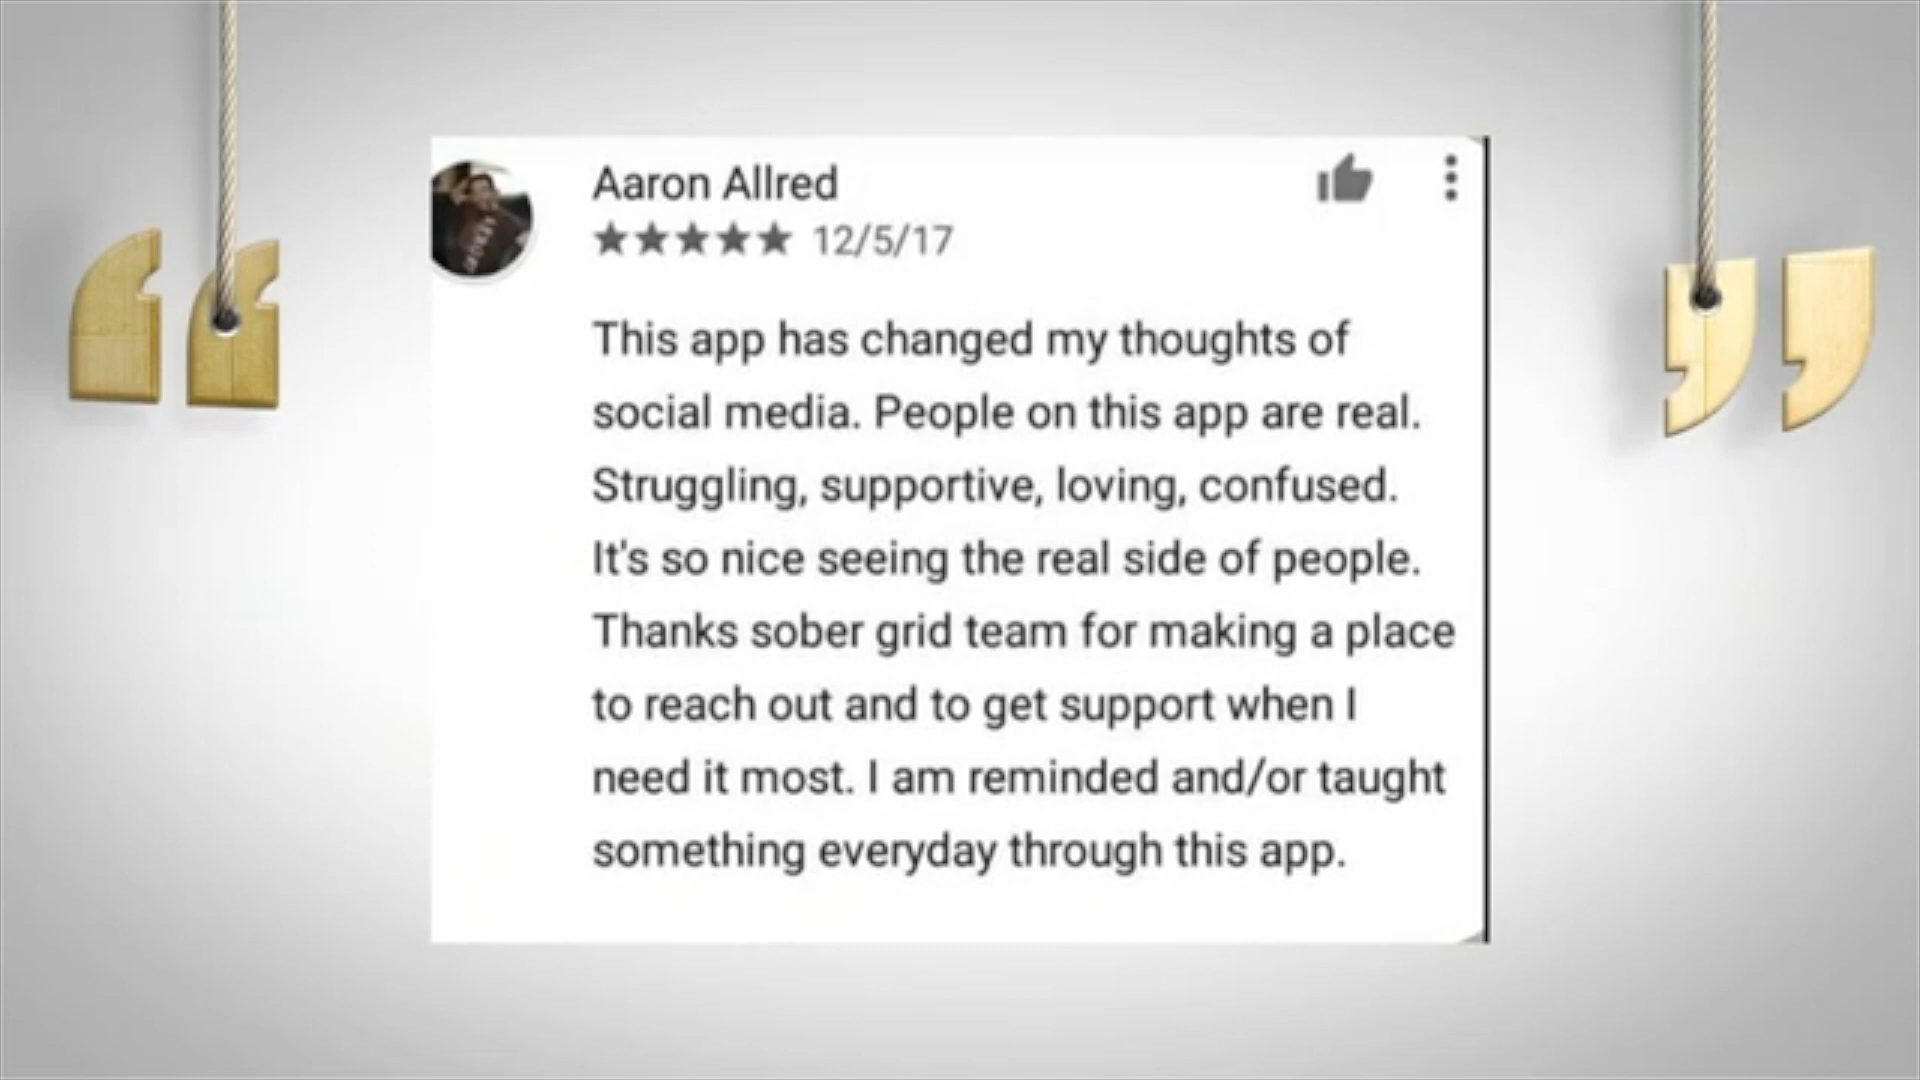 Aaron Allred
★★★★★ 12/5/17
This app has changed my thoughts of
social media. People on this app are real.
Struggling, supportive, loving, confused.
It's so nice seeing the real side of people.
Thanks sober grid team for making a place
to reach out and to get support when I
need it most. I am reminded and/or taught
something everyday through this app.